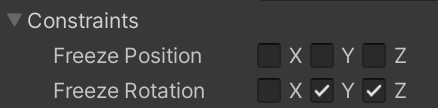 Constraints
Freeze Position X Y Z
Freeze Rotation X Y Z